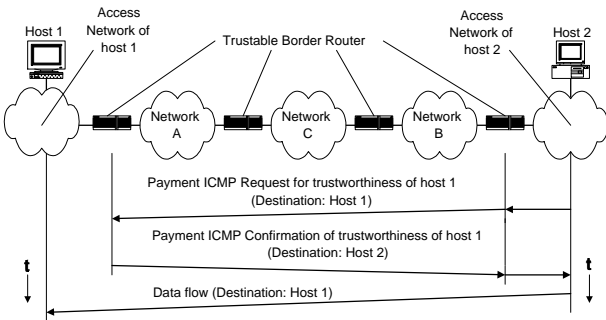 Host 1
Access
Network of
host 1
Trustable Border Router
Access
Network of
host 2
Host 2
Network
A
Network
C
Network
B
Payment ICMP Request for trustworthiness of host 1
(Destination: Host 1)
Payment ICMP Confirmation of trustworthiness of host 1
(Destination: Host 2)
t
Data flow (Destination: Host 1)
t